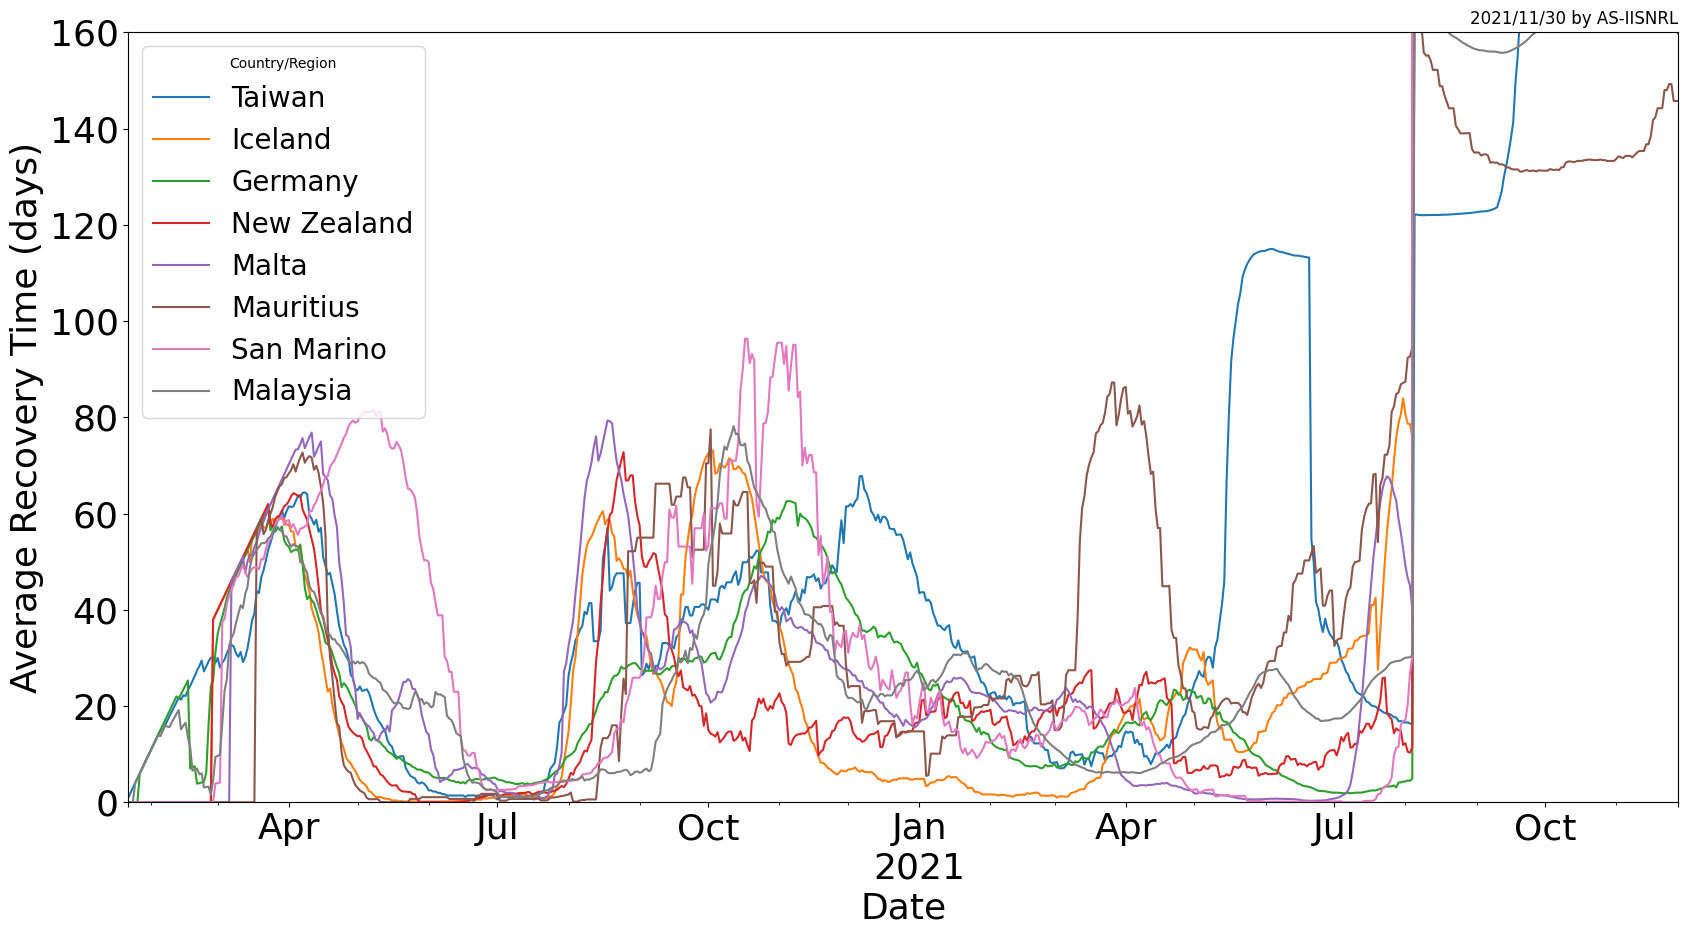 2021/11/30 by AS-IISNRL
160
140
120
100
80
60
40
20
0
Average Recovery Time (days)
Country/Region
Taiwan
Iceland
Germany
New Zealand
Malta
Mauritius
San Marino
Malaysia
Apr
Jul
Oct
Jan
2021
Apr
Jul
Oct
Date